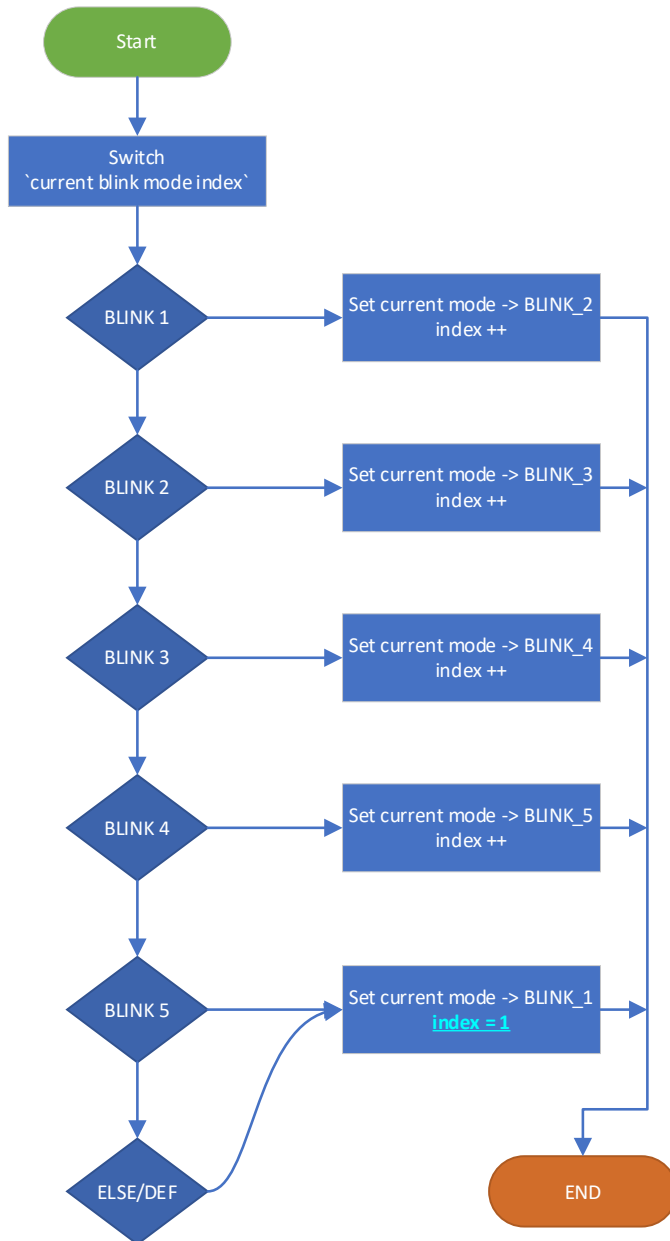 Start
Switch
`current blink mode index`
BLINK 1
Set current mode -> BLINK_2
index ++
BLINK 2
Set current mode -> BLINK_3
index ++
BLINK 3
Set current mode -> BLINK_4
index ++
BLINK 4
Set current mode -> BLINK_5
index ++
BLINK 5
Set current mode -> BLINK_1
index = 1
ELSE/DEF
END